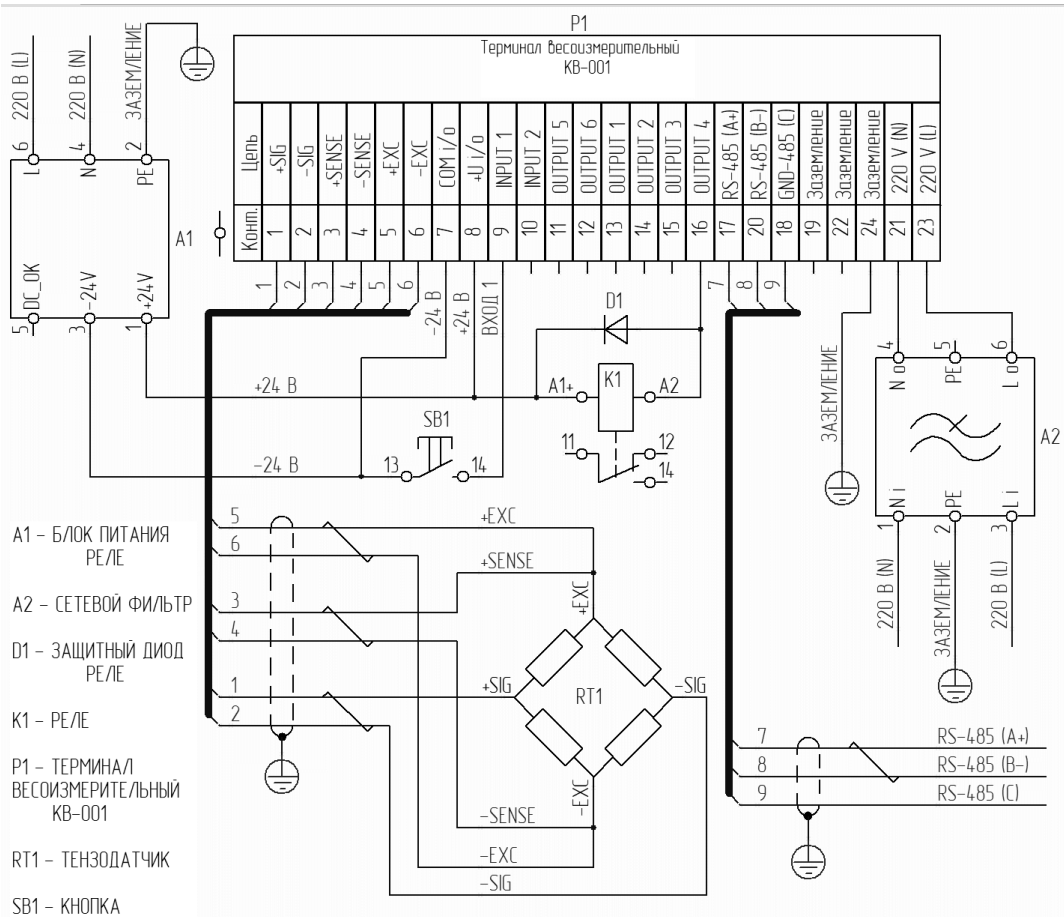 P1
Терминал весоизмерительный
КВ-001
Цепь
+SIG
-SIG
+SENSE
-SENSE
+EXC
-EXC
COM i/o
+U i/o
INPUT 1
INPUT 2
OUTPUT 5
OUTPUT 6
OUTPUT 1
OUTPUT 2
OUTPUT 3
OUTPUT 4
RS-485 (A+)
RS-485 (B-)
GND-485 (C)
Заземление
Заземление
Заземление
220 V (N)
220 V (L)
Конт.
1
2
3
4
5
6
7
8
9
10
11
12
13
14
15
16
17
20
18
19
22
24
21
23
220 В (L)
220 В (N)
ЗАЗЕМЛЕНИЕ
6
4
2
L
N
PE
A1
DC_OK
-24V
+24V
5
3
1
1
2
3
4
5
6
-24 В
+24 В
ВХОД 1
7
8
9
D1
+24 В
A1+
K1
A2
SB1
-24 В
13
14
11
12
14
ЗАЗЕМЛЕНИЕ
4
5
6
No
PE
Lo
A2
Ni
PE
Li
1
2
3
220 В (N)
ЗАЗЕМЛЕНИЕ
220 В (L)
5
+EXC
6
+SENSE
3
+EXC
4
1
+SIG
-SIG
2
RT1
-EXC
-SENSE
-EXC
-SIG
7
RS-485 (A+)
8
RS-485 (B-)
9
RS-485 (C)
A1 - БЛОК ПИТАНИЯ
РЕЛЕ
A2 - СЕТЕВОЙ ФИЛЬТР
D1 - ЗАЩИТНЫЙ ДИОД
РЕЛЕ
K1 - РЕЛЕ
P1 - ТЕРМИНАЛ
ВЕСОИЗМЕРИТЕЛЬНЫЙ
КВ-001
RT1 - ТЕНЗОДАТЧИК
SB1 - КНОПКА